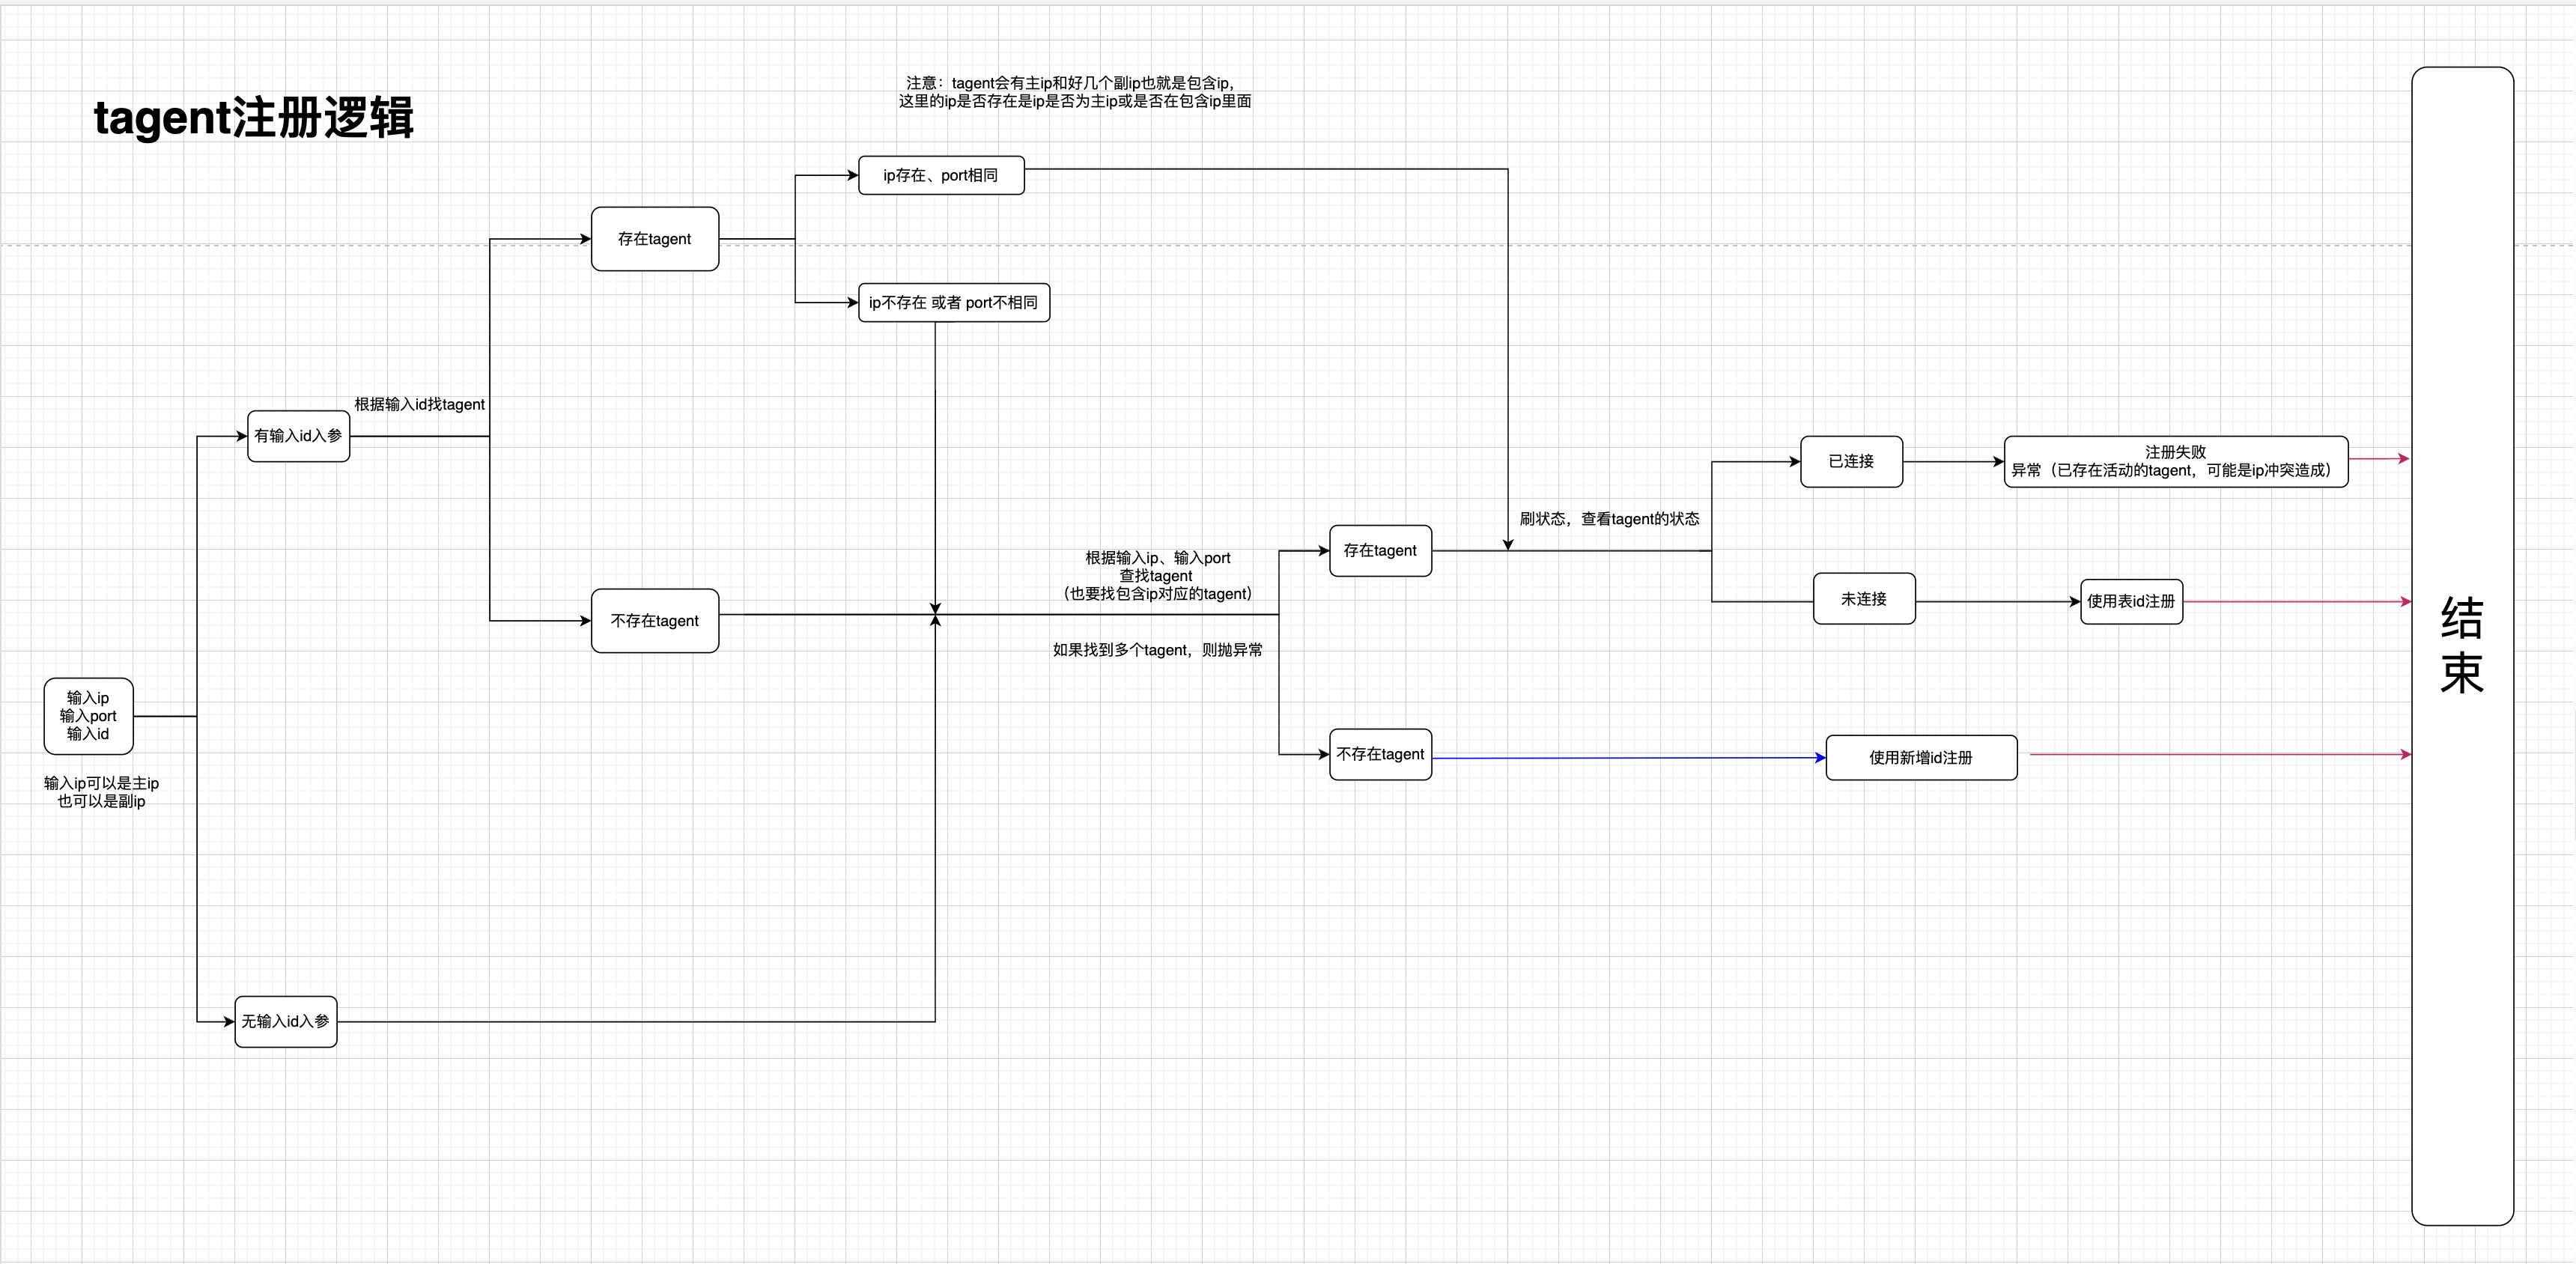 tagent注册逻辑
注意：tagent会有主ip和好几个副ip也就是包含ip，
这里的ip是否存在是ip是否为主ip或是否在包含ip里面
ip存在、port相同
存在tagent
ip不存在 或者 port不相同
根据输入id找tagent
有输入id入参
不存在tagent
输入ip
输入port
输入id
输入ip可以是主ip
也可以是副ip
无输入id入参
根据输入ip、输入port
查找tagent
（也要找包含ip对应的tagent）
如果找到多个tagent，则抛异常
存在tagent
不存在tagent
刷状态，查看tagent的状态
已连接
注册失败
异常（已存在活动的tagent，可能是ip冲突造成）
未连接
使用表id注册
使用新增id注册
结
束